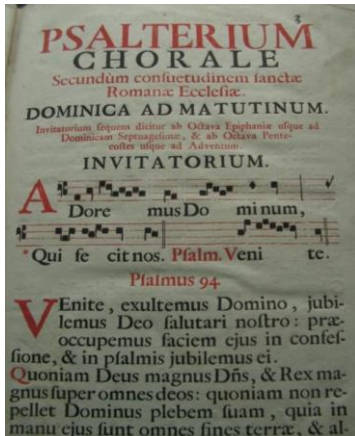 3
PSALTERIUM
CHORALE
Secundùm consuetudinem sanctæ
Romanæ Ecclesiæ.
DOMINICA AD MATUTINUM.
Invitatorium sequens dicitur ab Octava Epiphaniæ usque ad
Dominicam Septuagesimæ, & ab Octava Pente-
costes usque ad Adventum.
INVITATORIUM.
ADore mus Do minum,
* Qui fe cit nos. Psalm. Veni te.
Psalmus 94
VEnite, exultemus Domino, jubi-
lemus Deo salutari nostro: præ-
occupemus faciem ejus in confes-
sione, & in psalmis jubilemus ei.
Quoniam Deus magnus Dñs, & Rex ma-
gnus super omnes deos: quoniam non re-
pellet Dominus plebem suam, quia in
manu ejus sunt omnes fines terræ, & al-